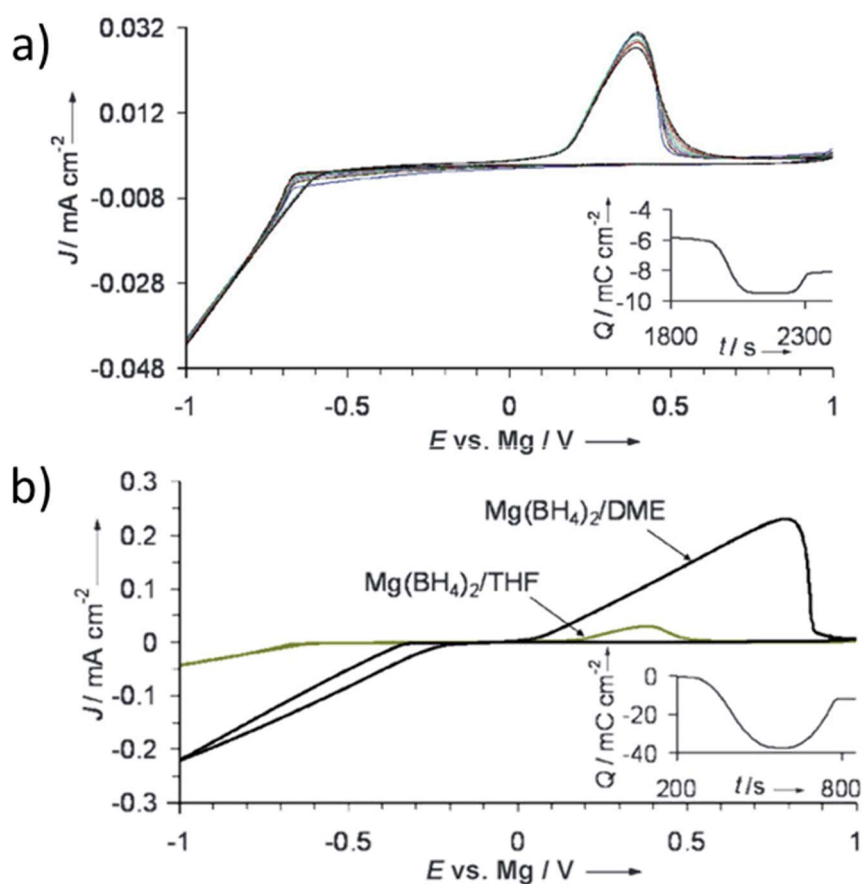 a)
0.032
0.012
-0.008
-0.028
-0.048
J/ mA cm-2
-1
-0.5
0
0.5
1
E vs. Mg / V
Q / mC cm-2
-4
-6
-8
-10
1800
2300
t / s
b)
0.3
0.2
0.1
0
-0.1
-0.2
-0.3
J/ mA cm-2
Mg(BH4)2/DME
Mg(BH4)2/THF
Q / mC cm-2
0
-20
-40
200
800
t /s
-1
-0.5
0
0.5
1
E vs. Mg / V